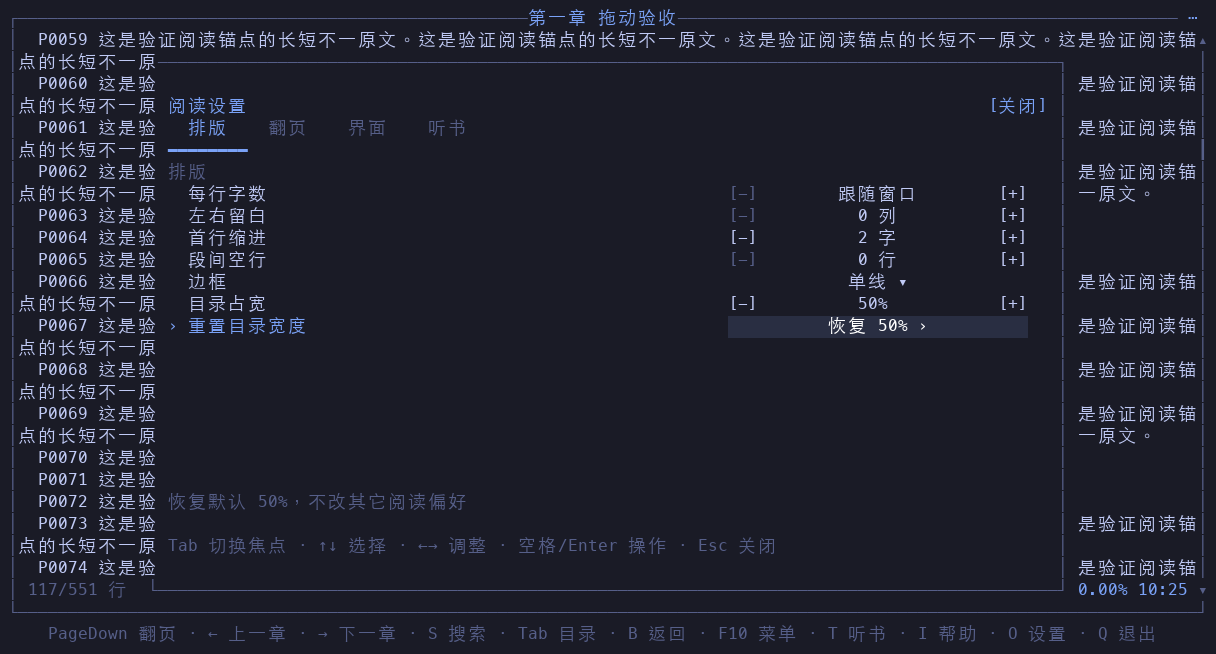 第一章 拖动验收 …
P0059 这是验证阅读锚点的长短不一原文。这是验证阅读锚点的长短不一原文。这是验证阅读锚点的长短不一原文。这是验证阅读锚
点的长短不一原
P0060 这是验 是验证阅读锚
点的长短不一原 阅读设置 [关闭]
P0061 这是验 排版 翻页 界面 听书 是验证阅读锚
点的长短不一原
P0062 这是验 排版 是验证阅读锚
点的长短不一原 每行字数 [−] 跟随窗口 [+] 一原文。
P0063 这是验 左右留白 [−] 0 列 [+]
P0064 这是验 首行缩进 [−] 2 字 [+]
P0065 这是验 段间空行 [−] 0 行 [+]
P0066 这是验 边框 单线 ▾ 是验证阅读锚
点的长短不一原 目录占宽 [−] 50% [+]
P0067 这是验 › 重置目录宽度 恢复 50% › 是验证阅读锚
点的长短不一原
P0068 这是验 是验证阅读锚
点的长短不一原
P0069 这是验 是验证阅读锚
点的长短不一原 一原文。
P0070 这是验
P0071 这是验
P0072 这是验 恢复默认 50%，不改其它阅读偏好
P0073 这是验 是验证阅读锚
点的长短不一原 Tab 切换焦点 · ↑↓ 选择 · ←→ 调整 · 空格/Enter 操作 · Esc 关闭
P0074 这是验 是验证阅读锚
117/551 行 0.00% 10:25
PageDown 翻页 · ← 上一章 · → 下一章 · S 搜索 · Tab 目录 · B 返回 · F10 菜单 · T 听书 · I 帮助 · O 设置 · Q 退出